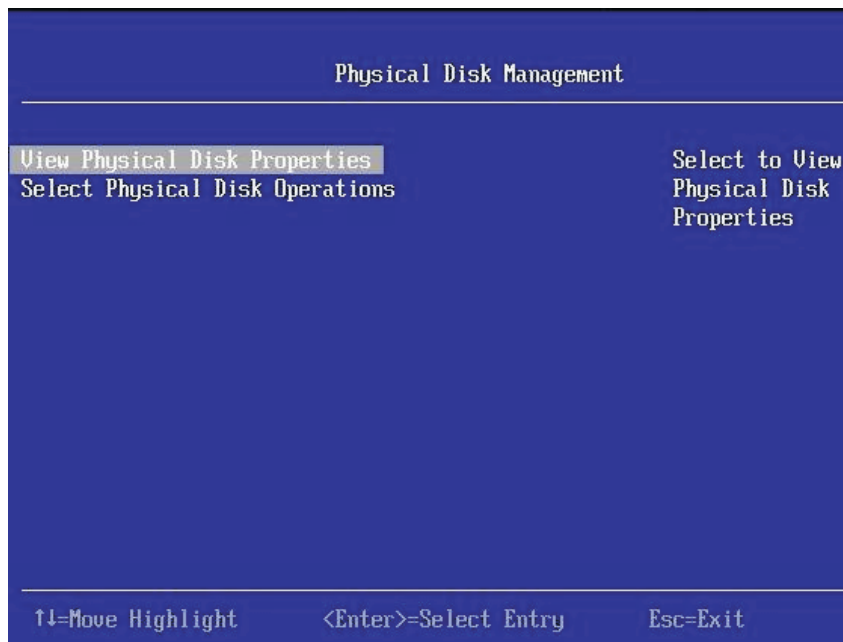 Physical Disk Management
View Physical Disk Properties
Select Physical Disk Operations
Select to View
Physical Disk
Properties
↑↓=Move Highlight <Enter>=Select Entry Esc=Exit